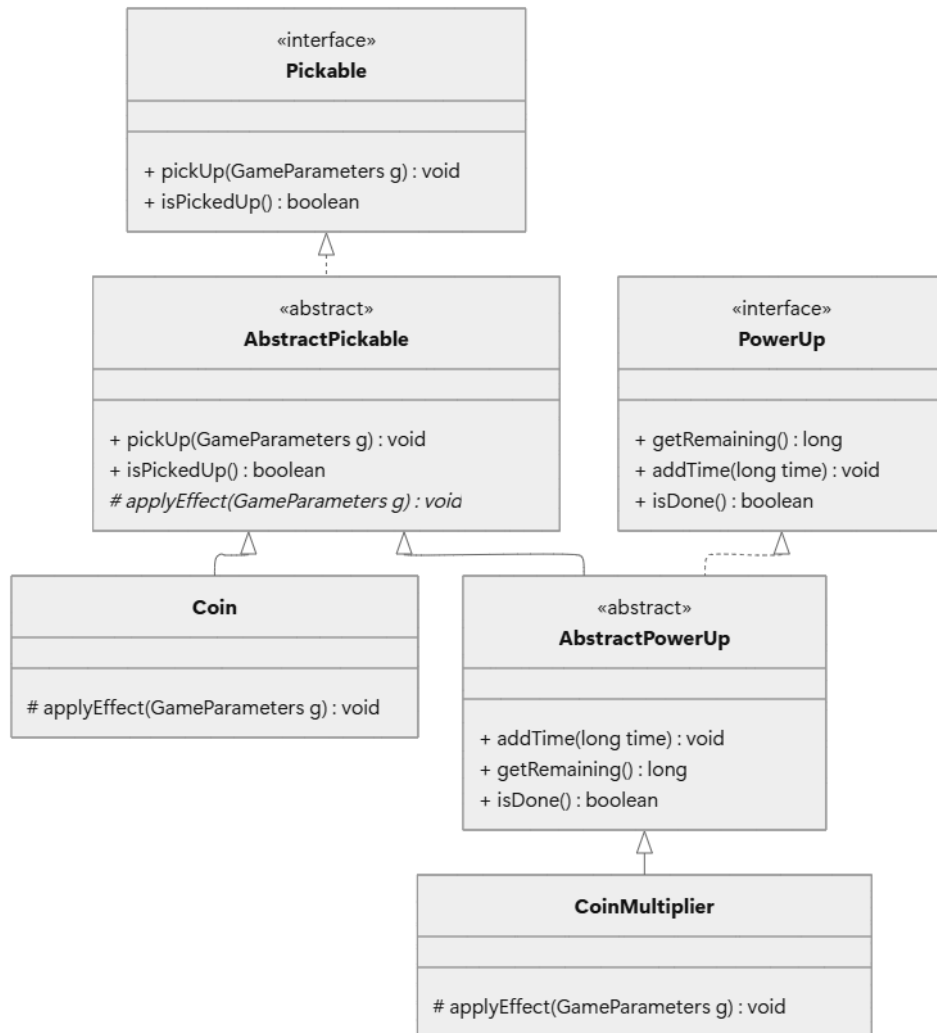 «interface»
Pickable
+ pickUp(GameParameters g) : void
+ isPickedUp() : boolean
«abstract»
AbstractPickable
+ pickUp(GameParameters g) : void
+ isPickedUp() : boolean
# applyEffect(GameParameters g) : void
«interface»
PowerUp
+ getRemaining() : long
+ addTime(long time) : void
+ isDone() : boolean
Coin
# applyEffect(GameParameters g) : void
«abstract»
AbstractPowerUp
+ addTime(long time) : void
+ getRemaining() : long
+ isDone() : boolean
CoinMultiplier
# applyEffect(GameParameters g) : void